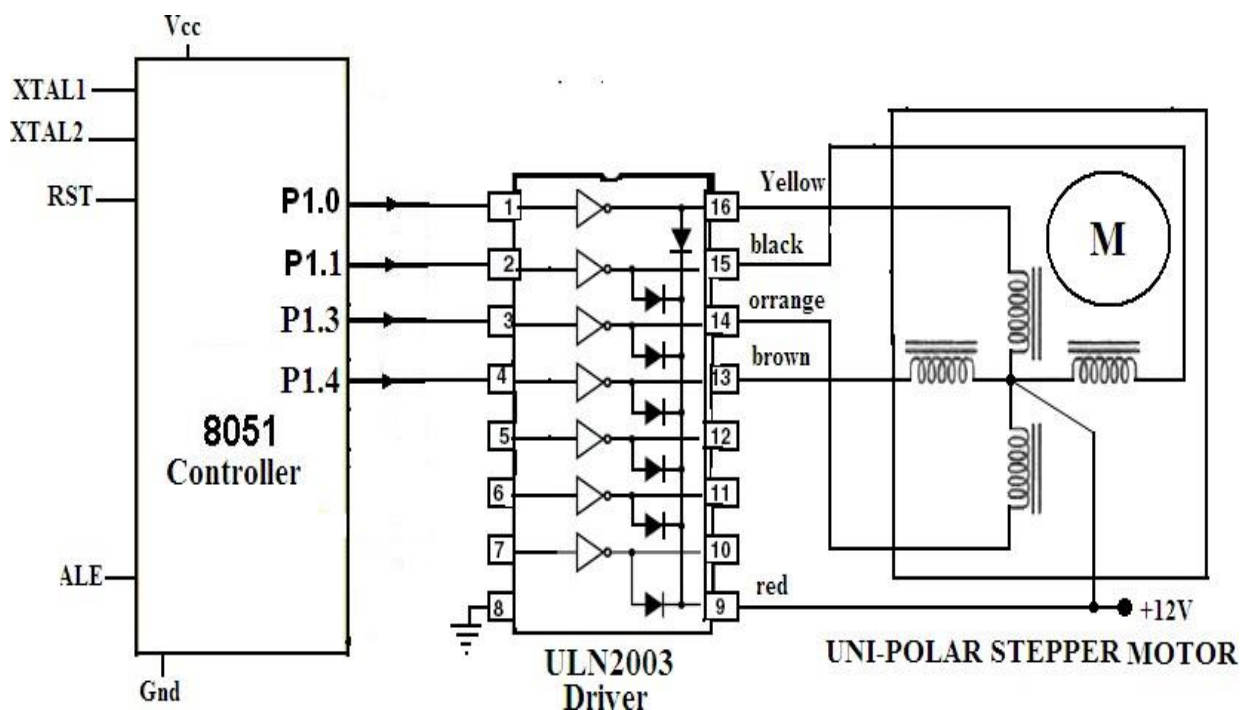 Vcc
XTAL1
XTAL2
RST
P1.0
P1.1
P1.3
P1.4
8051
Controller
ALE
Gnd
1
2
3
4
5
6
7
8
16
15
14
13
12
11
10
9
ULN2003
Driver
Yellow
black
orrange
brown
red
M
+12V
UNI-POLAR STEPPER MOTOR